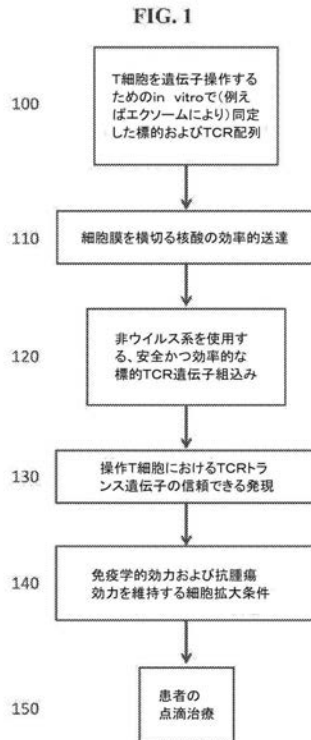 FIG. 1
100
T細胞を遺伝子操作する
ためのin vitroで(例え
ばエクソームにより)同定
した標的およびTCR配列
110
細胞膜を横切る核酸の効率的送達
120
非ウイルス系を使用す
る、安全かつ効率的な
標的TCR遺伝子組込み
130
操作T細胞におけるTCRトラ
ンス遺伝子の信頼できる発現
140
免疫学的効力および抗腫瘍
効力を維持する細胞拡大条件
150
患者の
点滴治療